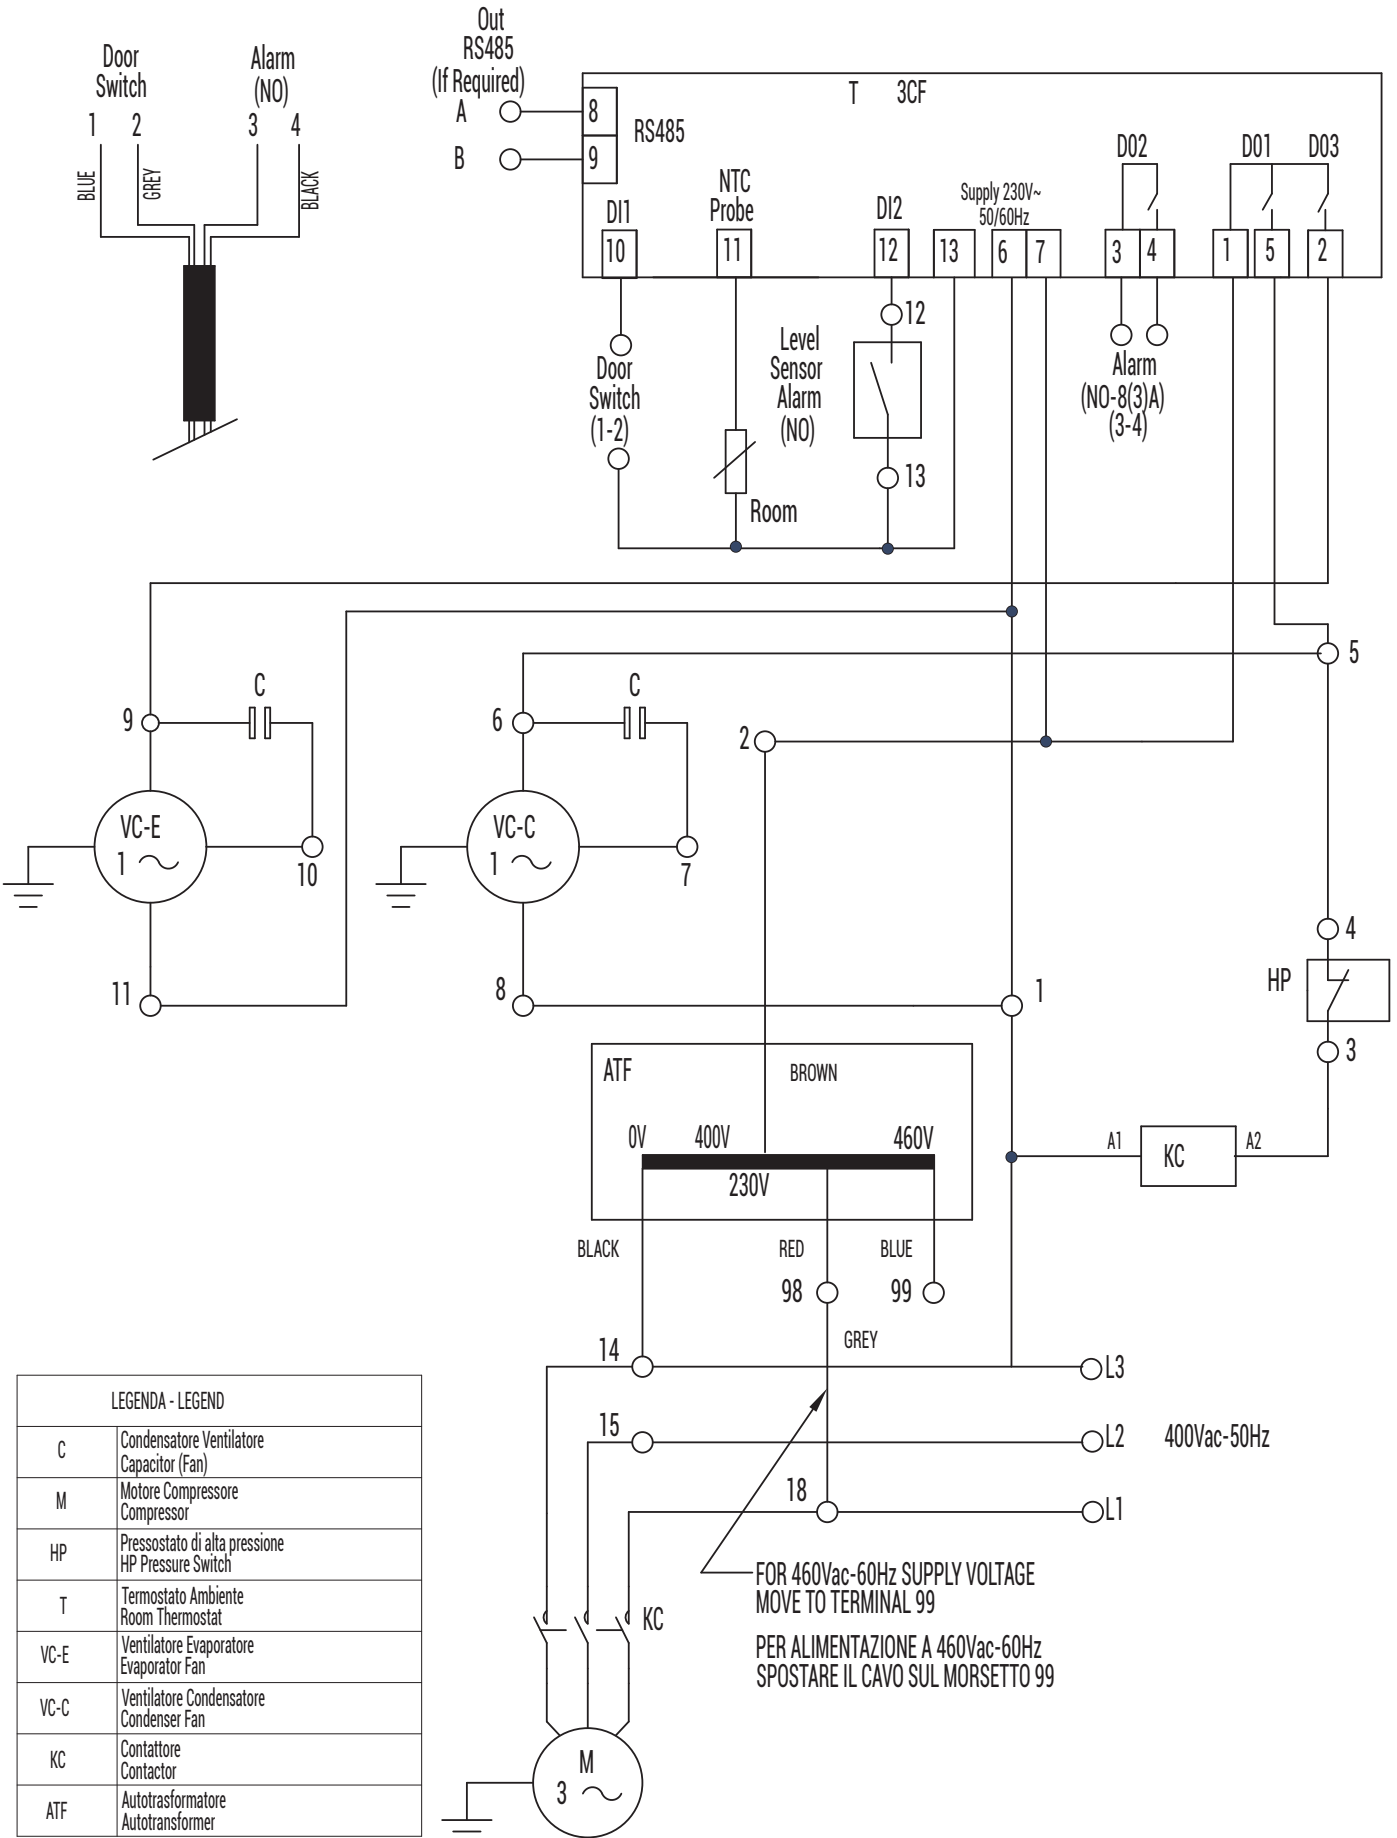 Out
RS485
(If Required)
A
B
Door
Switch
1 2
BLUE
GREY
Alarm
(NO)
3 4
BLACK
T 3CF
8
9
RS485
DI1
10
NTC
Probe
11
DI2
12
13
Supply 230V~
50/60Hz
6 7
DO2
3 4
DO1 DO3
1 5 2
Door
Switch
(1-2)
Room
Level
Sensor
Alarm
(NO)
12
13
Alarm
(NO-8(3)A)
(3-4)
5
9
C
VC-E
1
10
11
6
C
VC-C
1
7
8
2
1
4
HP
3
ATF
BROWN
0V 400V 460V
230V
A1
KC
A2
BLACK
RED
BLUE
98
99
GREY
14
L3
15
L2
400Vac-50Hz
18
L1
FOR 460Vac-60Hz SUPPLY VOLTAGE
MOVE TO TERMINAL 99
PER ALIMENTAZIONE A 460Vac-60Hz
SPOSTARE IL CAVO SUL MORSETTO 99
KC
M
3
LEGENDA - LEGEND
C
Condensatore Ventilatore
Capacitor (Fan)
M
Motore Compressore
Compressor
HP
Pressostato di alta pressione
HP Pressure Switch
T
Termostato Ambiente
Room Thermostat
VC-E
Ventilatore Evaporatore
Evaporator Fan
VC-C
Ventilatore Condensatore
Condenser Fan
KC
Contattore
Contactor
ATF
Autotrasformatore
Autotransformer